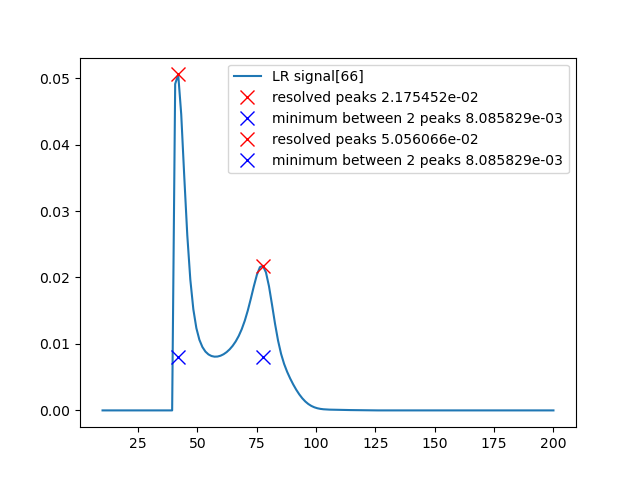 LR signal[66]
resolved peaks 2.175452e-02
minimum between 2 peaks 8.085829e-03
resolved peaks 5.056066e-02
minimum between 2 peaks 8.085829e-03
0.05
0.04
0.03
0.02
0.01
0.00
25 50 75 100 125 150 175 200